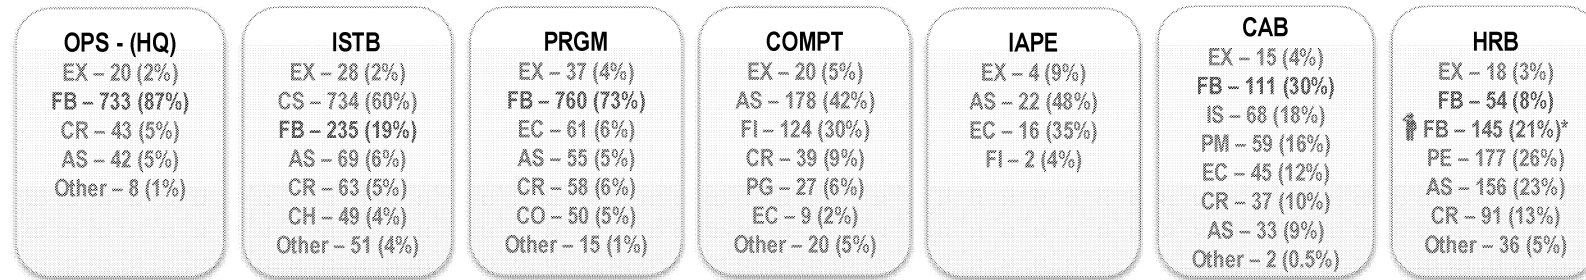 OPS - (HQ)
EX – 20 (2%)
FB – 733 (87%)
CR – 43 (5%)
AS – 42 (5%)
Other – 8 (1%)
ISTB
EX – 28 (2%)
CS – 734 (60%)
FB – 235 (19%)
AS – 69 (6%)
CR – 63 (5%)
CH – 49 (4%)
Other – 51 (4%)
PRGM
EX – 37 (4%)
FB – 760 (73%)
EC – 61 (6%)
AS – 55 (5%)
CR – 58 (6%)
CO – 50 (5%)
Other – 15 (1%)
COMPT
EX – 20 (5%)
AS – 178 (42%)
FI – 124 (30%)
CR – 39 (9%)
PG – 27 (6%)
EC – 9 (2%)
Other – 20 (5%)
IAPE
EX – 4 (9%)
AS – 22 (48%)
EC – 16 (35%)
FI – 2 (4%)
CAB
EX – 15 (4%)
FB – 111 (30%)
IS – 68 (18%)
PM – 59 (16%)
EC – 45 (12%)
CR – 37 (10%)
AS – 33 (9%)
Other – 2 (0.5%)
HRB
EX – 18 (3%)
FB – 54 (8%)
FB – 145 (21%)*
PE – 177 (26%)
AS – 156 (23%)
CR – 91 (13%)
Other – 36 (5%)